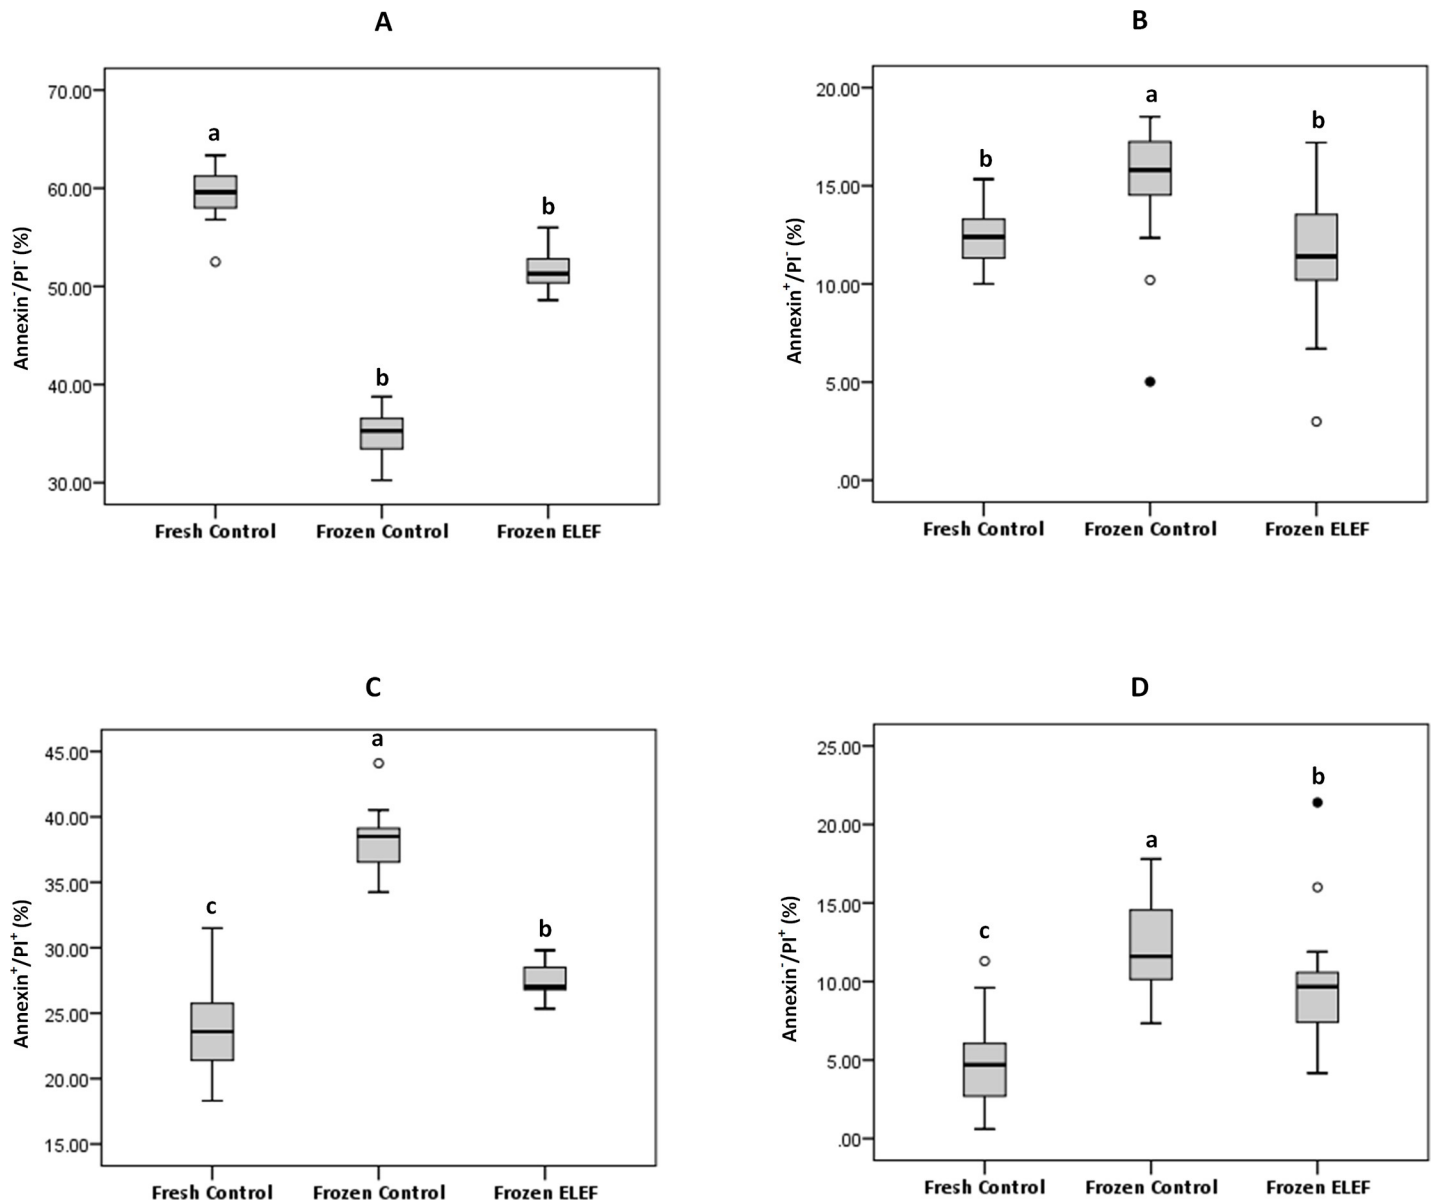 A
70.00
60.00
50.00
40.00
30.00
Annexin⁻/PI⁻ (%)
a
b
b
Fresh Control Frozen Control Frozen ELEF
B
20.00
15.00
10.00
5.00
.00
Annexin⁺/PI⁻ (%)
b
a
b
Fresh Control Frozen Control Frozen ELEF
C
45.00
40.00
35.00
30.00
25.00
20.00
15.00
Annexin⁺/PI⁺ (%)
c
a
b
Fresh Control Frozen Control Frozen ELEF
D
25.00
20.00
15.00
10.00
5.00
.00
Annexin⁻/PI⁺ (%)
c
a
b
Fresh Control Frozen Control Frozen ELEF